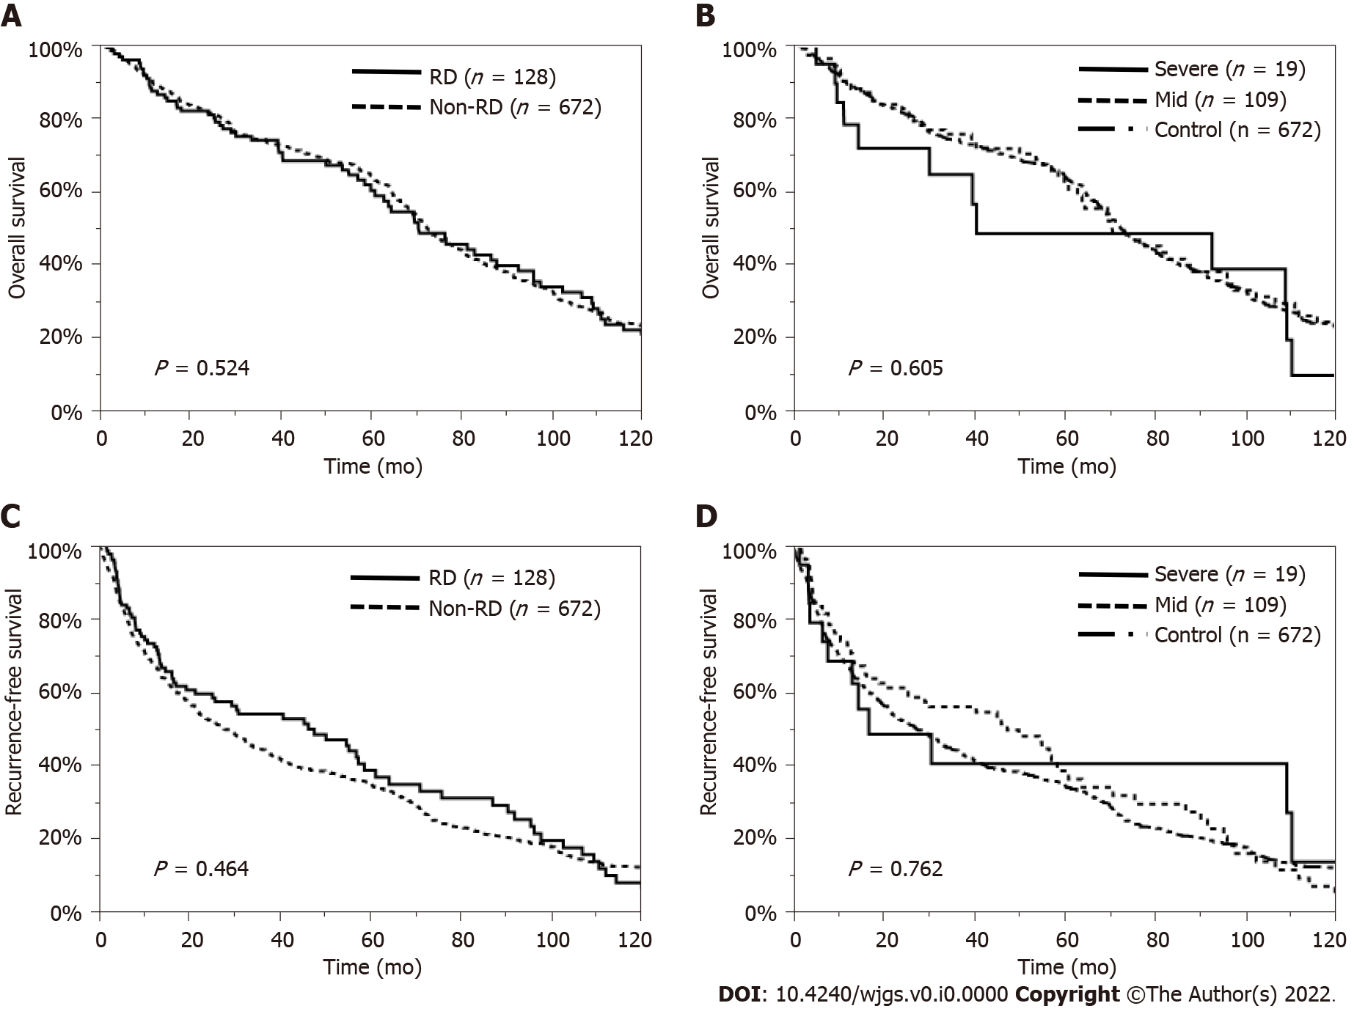 A
100%
80%
60%
40%
20%
0%
Overall survival
RD (n = 128)
Non-RD (n = 672)
P = 0.524
0 20 40 60 80 100 120
Time (mo)
B
100%
80%
60%
40%
20%
0%
Overall survival
Severe (n = 19)
Mid (n = 109)
Control (n = 672)
P = 0.605
0 20 40 60 80 100 120
Time (mo)
C
100%
80%
60%
40%
20%
0%
Recurrence-free survival
RD (n = 128)
Non-RD (n = 672)
P = 0.464
0 20 40 60 80 100 120
Time (mo)
D
100%
80%
60%
40%
20%
0%
Recurrence-free survival
Severe (n = 19)
Mid (n = 109)
Control (n = 672)
P = 0.762
0 20 40 60 80 100 120
Time (mo)
DOI: 10.4240/wjgs.v0.i0.0000 Copyright ©The Author(s) 2022.